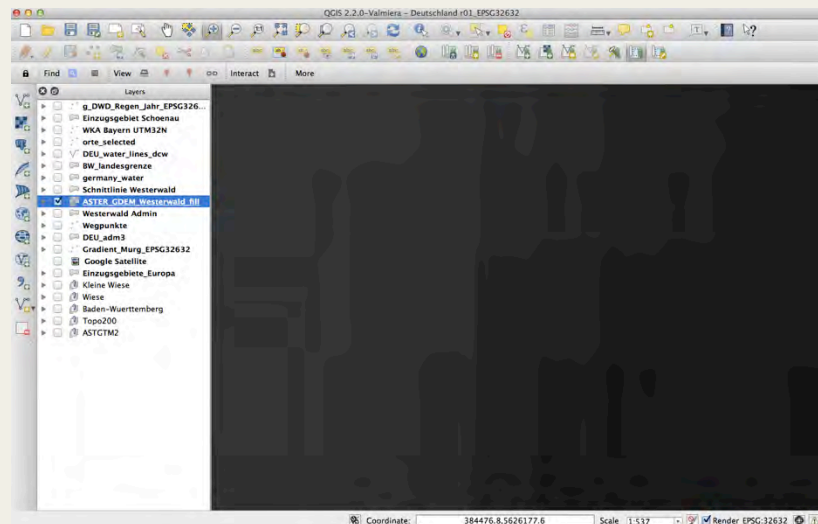 QGIS 2.2.0-Valmiera - Deutschland r01_EPSG32632
Find
View
Interact
More
Layers
g_DWD_Regen_Jahr_EPSG326...
Einzugsgebiet Schoenau
WKA Bayern UTM32N
orte_selected
DEU_water_lines_dcw
BW_landesgrenze
germany_water
Schnittlinie Westerwald
ASTER_GDEM_Westerwald_fill
Westerwald Admin
Wegpunkte
DEU_adm3
Gradient_Murg_EPSG32632
Google Satellite
Einzugsgebiete_Europa
Kleine Wiese
Wiese
Baden-Wuerttemberg
Topo200
ASTGTM2
Coordinate: 384476.8,5626177.6 Scale 1:537 Render EPSG:32632